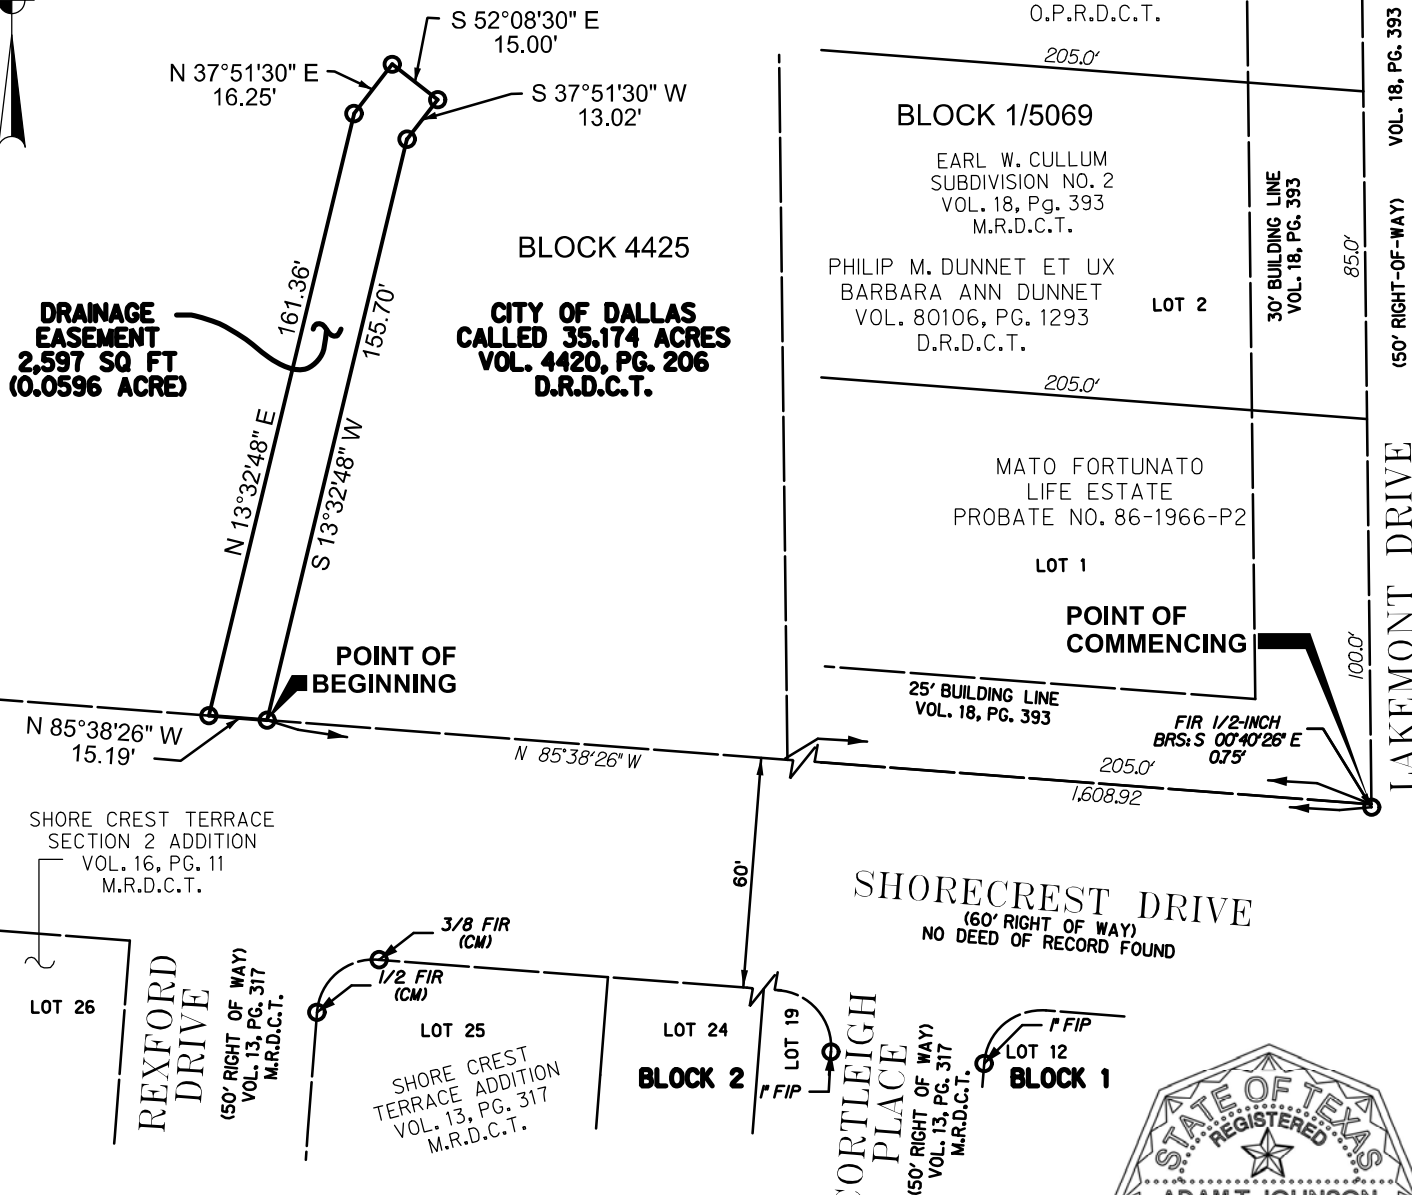 O.P.R.D.C.T.
S 52°08'30" E
15.00'
N 37°51'30" E
16.25'
S 37°51'30" W
13.02'
205.0'
VOL. 18, PG. 393
BLOCK 1/5069
EARL W. CULLUM
SUBDIVISION NO. 2
VOL. 18, Pg. 393
M.R.D.C.T.
30' BUILDING LINE
VOL. 18, PG. 393
85.0'
(50' RIGHT-OF-WAY)
BLOCK 4425
PHILIP M. DUNNET ET UX
BARBARA ANN DUNNET
VOL. 80106, PG. 1293
D.R.D.C.T.
LOT 2
161.36'
155.70'
DRAINAGE
EASEMENT
2,597 SQ FT
(0.0596 ACRE)
CITY OF DALLAS
CALLED 35.174 ACRES
VOL. 4420, PG. 206
D.R.D.C.T.
205.0'
N 13°32'48" E
S 13°32'48" W
MATO FORTUNATO
LIFE ESTATE
PROBATE NO. 86-1966-P2
LOT 1
LAKEMONT DRIVE
POINT OF
COMMENCING
100.0'
POINT OF
BEGINNING
25' BUILDING LINE
VOL. 18, PG. 393
FIR 1/2-INCH
BRS: S 00°40'26" E
0.75'
N 85°38'26" W
15.19'
N 85°38'26" W
205.0'
1,608.92
SHORE CREST TERRACE
SECTION 2 ADDITION
VOL. 16, PG. 11
M.R.D.C.T.
60'
SHORECREST DRIVE
(60' RIGHT OF WAY)
NO DEED OF RECORD FOUND
3/8 FIR
(CM)
1/2 FIR
(CM)
LOT 26
REXFORD
DRIVE
(50' RIGHT OF WAY)
VOL. 13, PG. 317
M.R.D.C.T.
LOT 25
SHORE CREST
TERRACE ADDITION
VOL. 13, PG. 317
M.R.D.C.T.
LOT 24
BLOCK 2
LOT 19
1" FIP
CORTLEIGH
PLACE
(50' RIGHT OF WAY)
VOL. 13, PG. 317
M.R.D.C.T.
1" FIP
LOT 12
BLOCK 1
STATE OF TEXAS
REGISTERED
ADAM T. JOHNSON